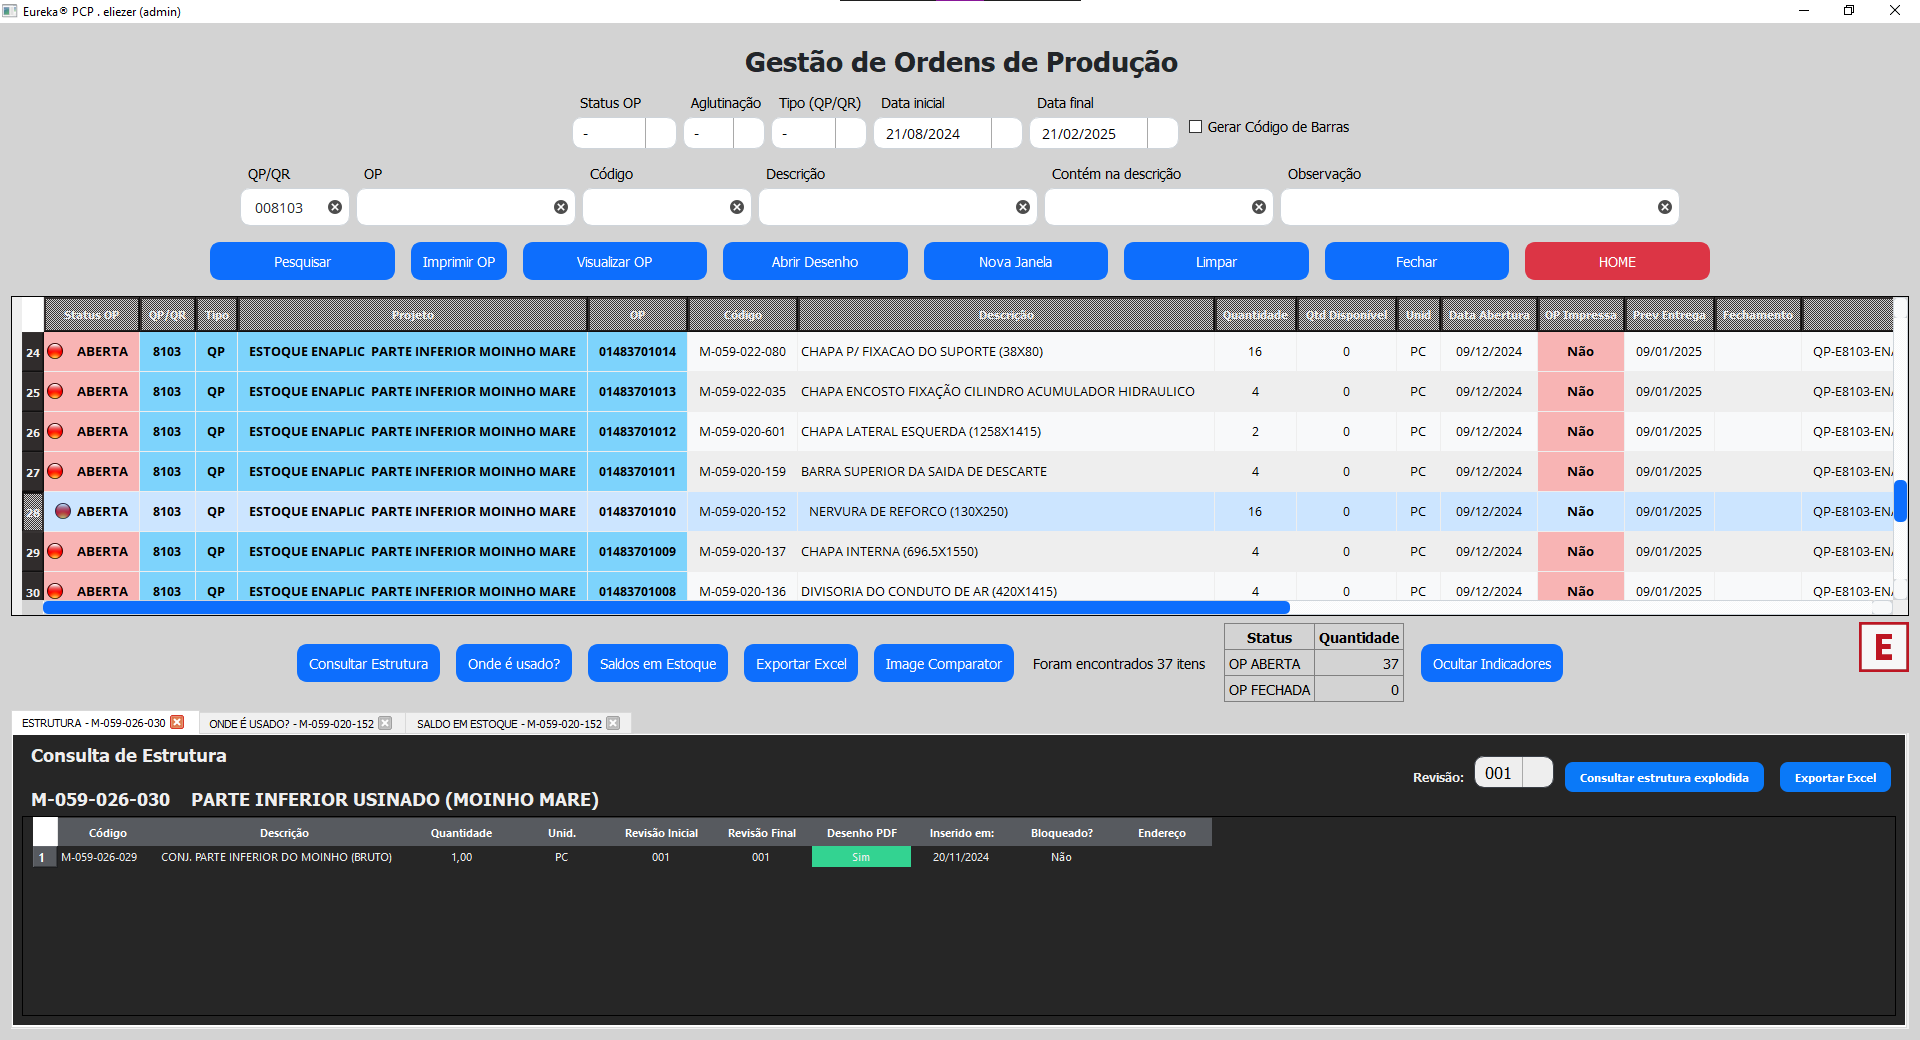 Eureka® PCP . eliezer (admin)
Gestão de Ordens de Produção
Status OP Aglutinação Tipo (QP/QR) Data inicial Data final
- - - 21/08/2024 21/02/2025 Gerar Código de Barras
QP/QR OP Código Descrição Contém na descrição Observação
008103
Pesquisar Imprimir OP Visualizar OP Abrir Desenho Nova Janela Limpar Fechar HOME
Status OP QP/QR Tipo Projeto OP Código Descrição Quantidade Qtd Disponível Unid Data Abertura OP Impressa Prev Entrega Fechamento
24 ABERTA 8103 QP ESTOQUE ENAPLIC PARTE INFERIOR MOINHO MARE 01483701014 M-059-022-080 CHAPA P/ FIXACAO DO SUPORTE (38X80) 16 0 PC 09/12/2024 Não 09/01/2025 QP-E8103-EN
25 ABERTA 8103 QP ESTOQUE ENAPLIC PARTE INFERIOR MOINHO MARE 01483701013 M-059-022-035 CHAPA ENCOSTO FIXAÇÃO CILINDRO ACUMULADOR HIDRAULICO 4 0 PC 09/12/2024 Não 09/01/2025 QP-E8103-EN
26 ABERTA 8103 QP ESTOQUE ENAPLIC PARTE INFERIOR MOINHO MARE 01483701012 M-059-020-601 CHAPA LATERAL ESQUERDA (1258X1415) 2 0 PC 09/12/2024 Não 09/01/2025 QP-E8103-EN
27 ABERTA 8103 QP ESTOQUE ENAPLIC PARTE INFERIOR MOINHO MARE 01483701011 M-059-020-159 BARRA SUPERIOR DA SAIDA DE DESCARTE 4 0 PC 09/12/2024 Não 09/01/2025 QP-E8103-EN
28 ABERTA 8103 QP ESTOQUE ENAPLIC PARTE INFERIOR MOINHO MARE 01483701010 M-059-020-152 NERVURA DE REFORCO (130X250) 16 0 PC 09/12/2024 Não 09/01/2025 QP-E8103-EN
29 ABERTA 8103 QP ESTOQUE ENAPLIC PARTE INFERIOR MOINHO MARE 01483701009 M-059-020-137 CHAPA INTERNA (696.5X1550) 4 0 PC 09/12/2024 Não 09/01/2025 QP-E8103-EN
30 ABERTA 8103 QP ESTOQUE ENAPLIC PARTE INFERIOR MOINHO MARE 01483701008 M-059-020-136 DIVISORIA DO CONDUTO DE AR (420X1415) 4 0 PC 09/12/2024 Não 09/01/2025 QP-E8103-EN
Consultar Estrutura Onde é usado? Saldos em Estoque Exportar Excel Image Comparator Foram encontrados 37 itens Ocultar Indicadores
Status Quantidade
OP ABERTA 37
OP FECHADA 0
E
ESTRUTURA - M-059-026-030 ONDE É USADO? - M-059-020-152 SALDO EM ESTOQUE - M-059-020-152
Consulta de Estrutura
Revisão: 001 Consultar estrutura explodida Exportar Excel
M-059-026-030 PARTE INFERIOR USINADO (MOINHO MARE)
Código Descrição Quantidade Unid. Revisão Inicial Revisão Final Desenho PDF Inserido em: Bloqueado? Endereço
1 M-059-026-029 CONJ. PARTE INFERIOR DO MOINHO (BRUTO) 1,00 PC 001 001 Sim 20/11/2024 Não